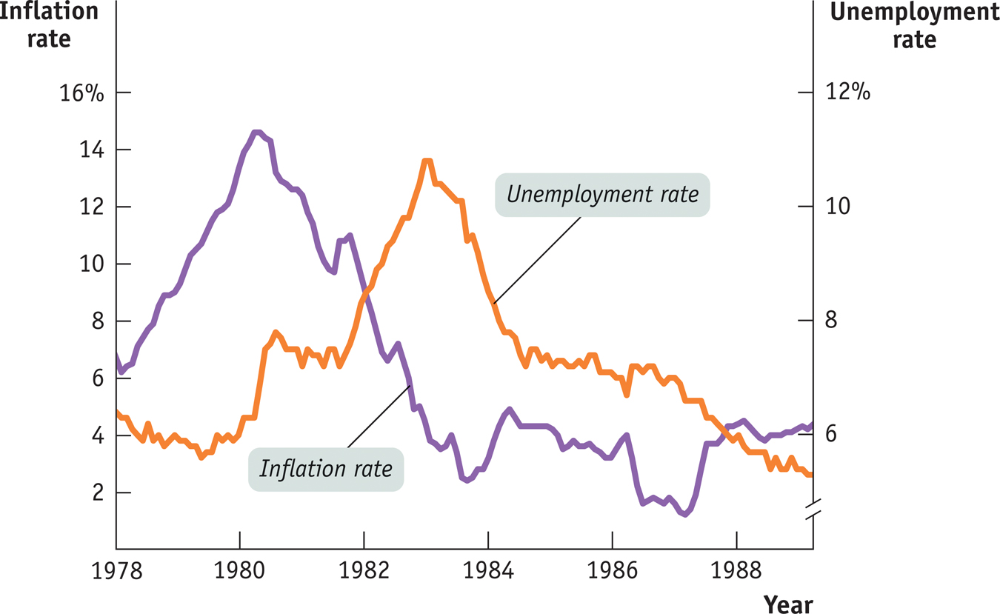 Inflation
rate
Unemployment
rate
16%
14
12
10
8
6
4
2
12%
10
8
6
Unemployment rate
Inflation rate
1978
1980
1982
1984
1986
1988
Year